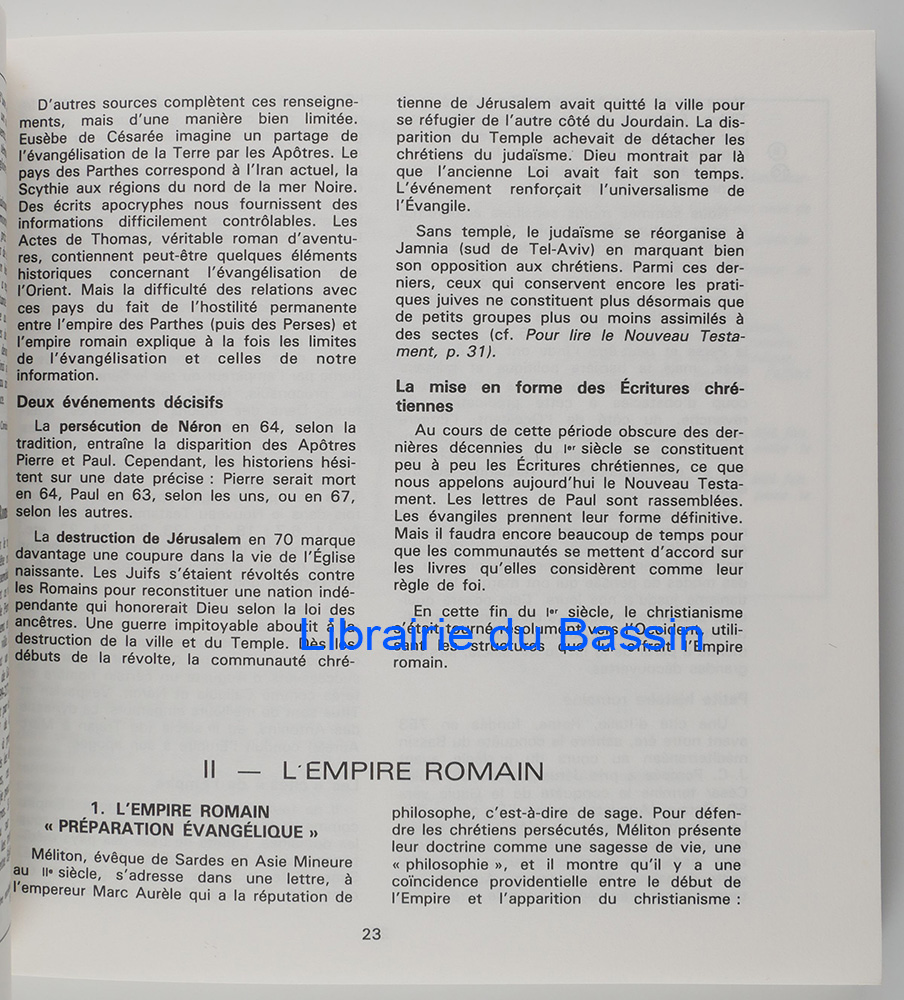 D'autres sources complètent ces renseigne-
ments, mais d'une manière bien limitée.
Eusèbe de Césarée imagine un partage de
l'évangélisation de la Terre par les Apôtres. Le
pays des Parthes correspond à l'Iran actuel, la
Scythie aux régions du nord de la mer Noire.
Des écrits apocryphes nous fournissent des
informations difficilement contrôlables. Les
Actes de Thomas, véritable roman d'aventu-
res, contiennent peut-être quelques éléments
historiques concernant l'évangélisation de
l'Orient. Mais la difficulté des relations avec
ces pays du fait de l'hostilité permanente
entre l'empire des Parthes (puis des Perses) et
l'empire romain explique à la fois les limites
de l'évangélisation et celles de notre
information.
Deux événements décisifs
La persécution de Néron en 64, selon la
tradition, entraîne la disparition des Apôtres
Pierre et Paul. Cependant, les historiens hési-
tent sur une date précise : Pierre serait mort
en 64, Paul en 63, selon les uns, ou en 67,
selon les autres.
La destruction de Jérusalem en 70 marque
davantage une coupure dans la vie de l'Église
naissante. Les Juifs s'étaient révoltés contre
les Romains pour reconstituer une nation indé-
pendante qui honorerait Dieu selon la loi des
ancêtres. Une guerre impitoyable aboutit à la
destruction de la ville et du Temple. Dès les
débuts de la révolte, la communauté chré-
tienne de Jérusalem avait quitté la ville pour
se réfugier de l'autre côté du Jourdain. La dis-
parition du Temple achevait de détacher les
chrétiens du judaïsme. Dieu montrait par là
que l'ancienne Loi avait fait son temps.
L'événement renforçait l'universalisme de
l'Évangile.
Sans temple, le judaïsme se réorganise à
Jamnia (sud de Tel-Aviv) en marquant bien
son opposition aux chrétiens. Parmi ces der-
niers, ceux qui conservent encore les prati-
ques juives ne constituent plus désormais que
de petits groupes plus ou moins assimilés à
des sectes (cf. Pour lire le Nouveau Testa-
ment, p. 31).
La mise en forme des Écritures chré-
tiennes
Au cours de cette période obscure des der-
nières décennies du Ier siècle se constituent
peu à peu les Écritures chrétiennes, ce que
nous appelons aujourd'hui le Nouveau Testa-
ment. Les lettres de Paul sont rassemblées.
Les évangiles prennent leur forme définitive.
Mais il faudra encore beaucoup de temps pour
que les communautés se mettent d'accord sur
les livres qu'elles considèrent comme leur
règle de foi.
En cette fin du Ier siècle, le christianisme
s'était tourné résolument vers l'Occident, utili-
sant les structures que lui offrait l'Empire
romain.
Librairie du Bassin
II — L'EMPIRE ROMAIN
1. L'EMPIRE ROMAIN
« PRÉPARATION ÉVANGÉLIQUE »
Méliton, évêque de Sardes en Asie Mineure
au IIe siècle, s'adresse dans une lettre, à
l'empereur Marc Aurèle qui a la réputation de
philosophe, c'est-à-dire de sage. Pour défen-
dre les chrétiens persécutés, Méliton présente
leur doctrine comme une sagesse de vie, une
« philosophie », et il montre qu'il y a une
coïncidence providentielle entre le début de
l'Empire et l'apparition du christianisme :
23